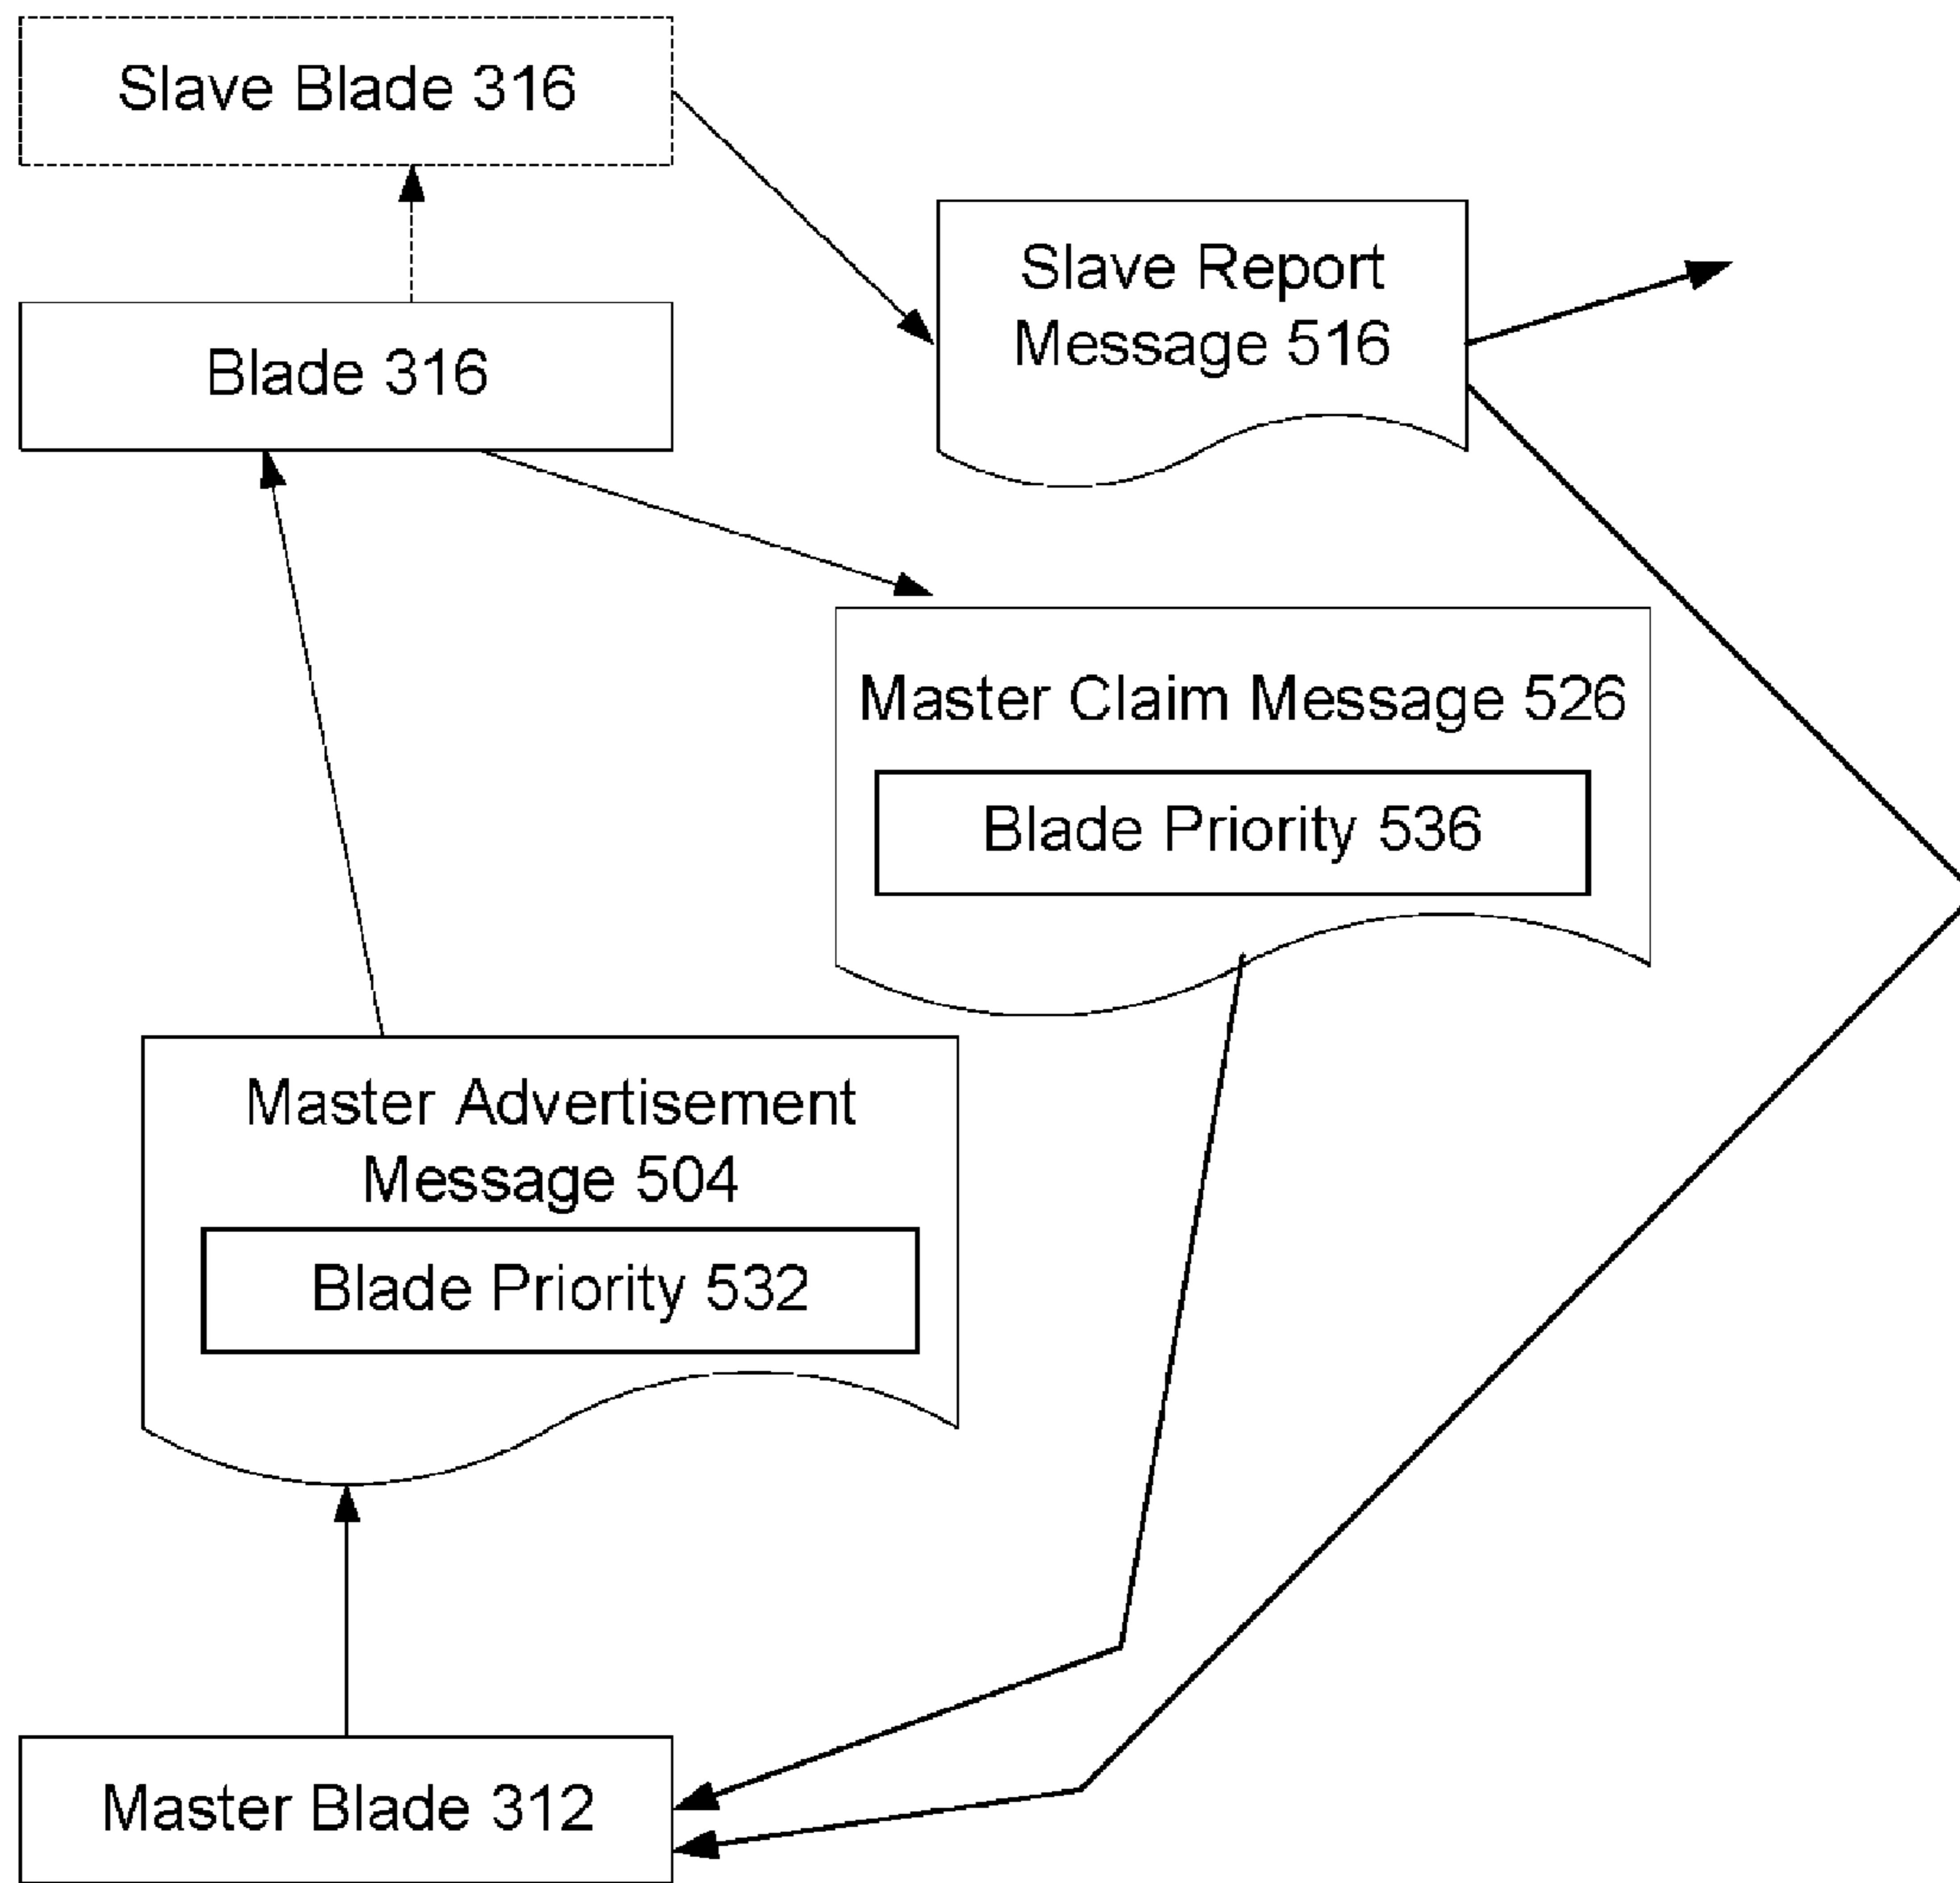 Slave Blade 316
Slave Report
Message 516
Blade 316
Master Claim Message 526
Blade Priority 536
Master Advertisement
Message 504
Blade Priority 532
Master Blade 312